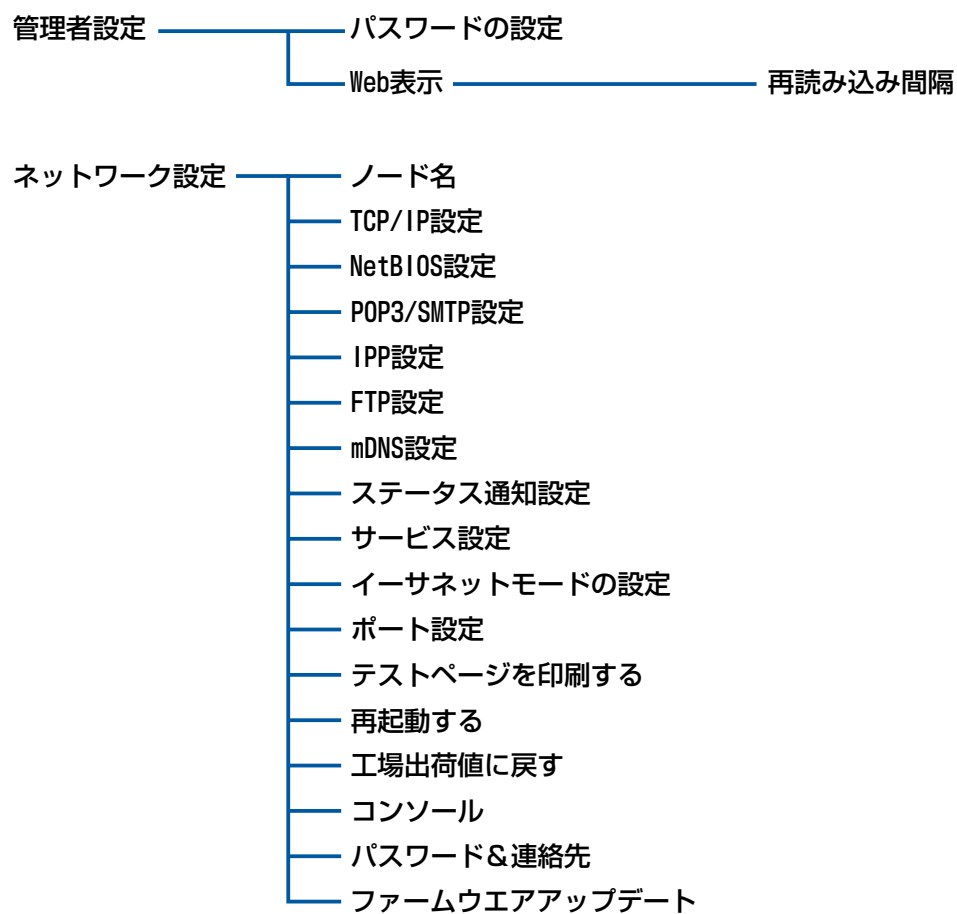 管理者設定 パスワードの設定
Web表示 再読み込み間隔
ネットワーク設定 ノード名
TCP/IP設定
NetBIOS設定
POP3/SMTP設定
IPP設定
FTP設定
mDNS設定
ステータス通知設定
サービス設定
イーサネットモードの設定
ポート設定
テストページを印刷する
再起動する
工場出荷値に戻す
コンソール
パスワード＆連絡先
ファームウエアアップデート